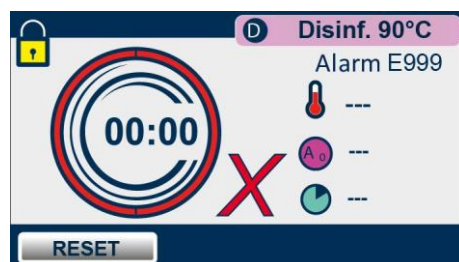 D Disinf. 90°C
Alarm E999
00:00
---
A0 ---
---
RESET